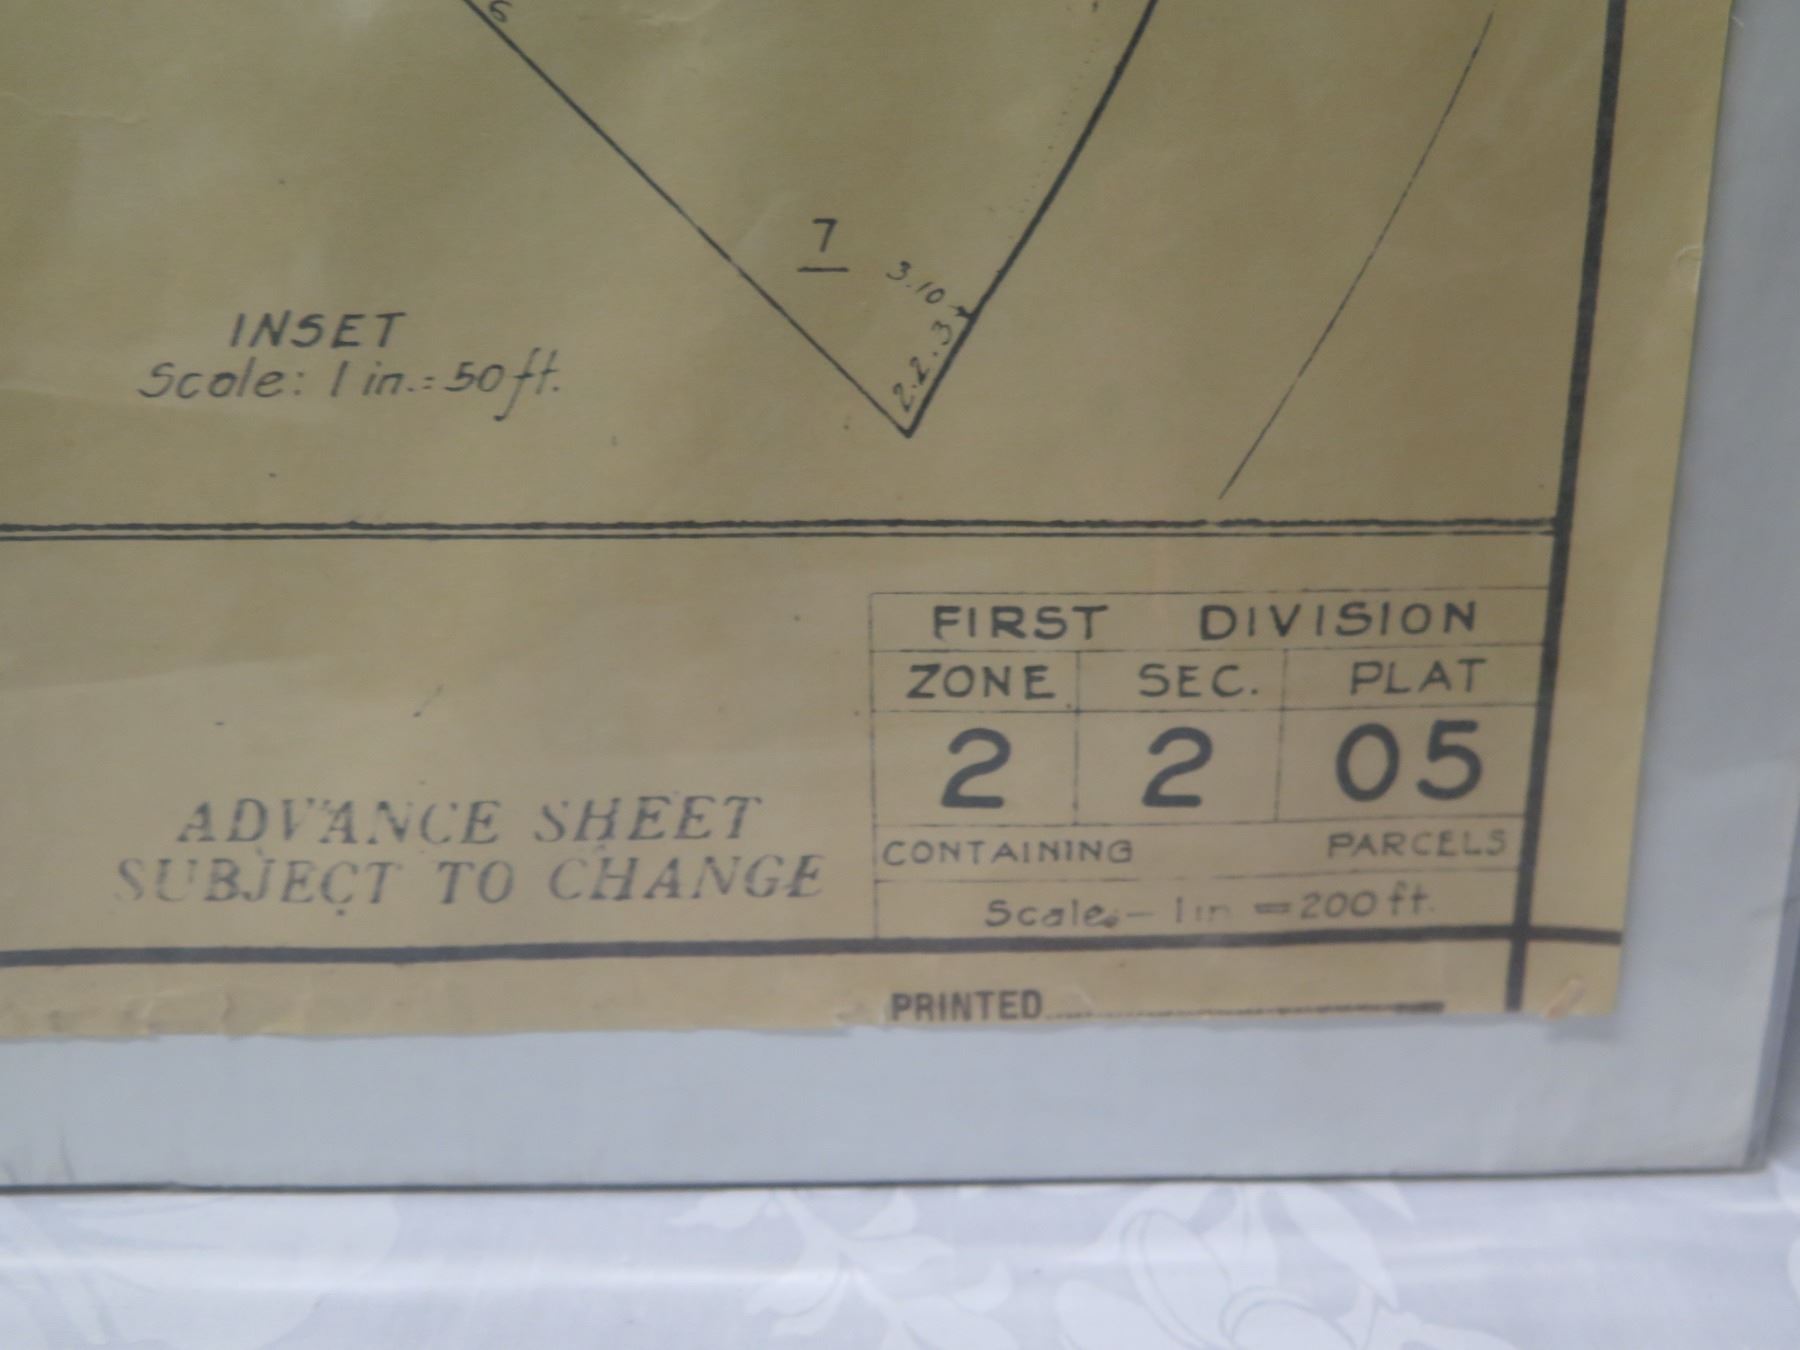 6
7
3.10
2.2.3
INSET
Scale: 1 in. = 50 ft.
FIRST DIVISION
ZONE SEC. PLAT
2 2 05
CONTAINING PARCELS
Scale. – 1 in = 200 ft.
ADVANCE SHEET
SUBJECT TO CHANGE
PRINTED